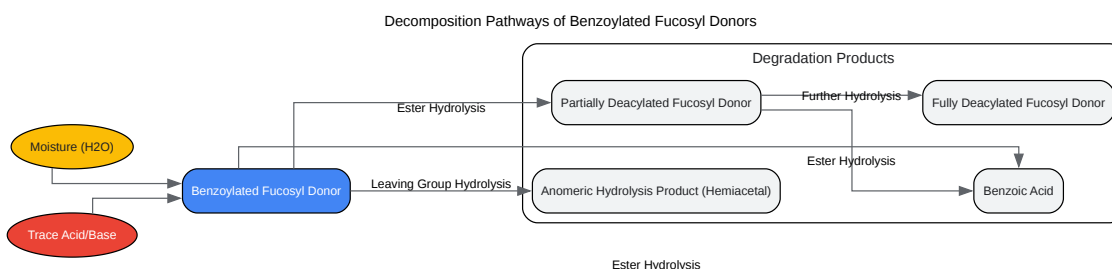 Decomposition Pathways of Benzoylated Fucosyl Donors
Degradation Products
Partially Deacylated Fucosyl Donor
Further Hydrolysis
Fully Deacylated Fucosyl Donor
Ester Hydrolysis
Moisture (H2O)
Ester Hydrolysis
Benzoylated Fucosyl Donor
Leaving Group Hydrolysis
Anomeric Hydrolysis Product (Hemiacetal)
Benzoic Acid
Trace Acid/Base
Ester Hydrolysis